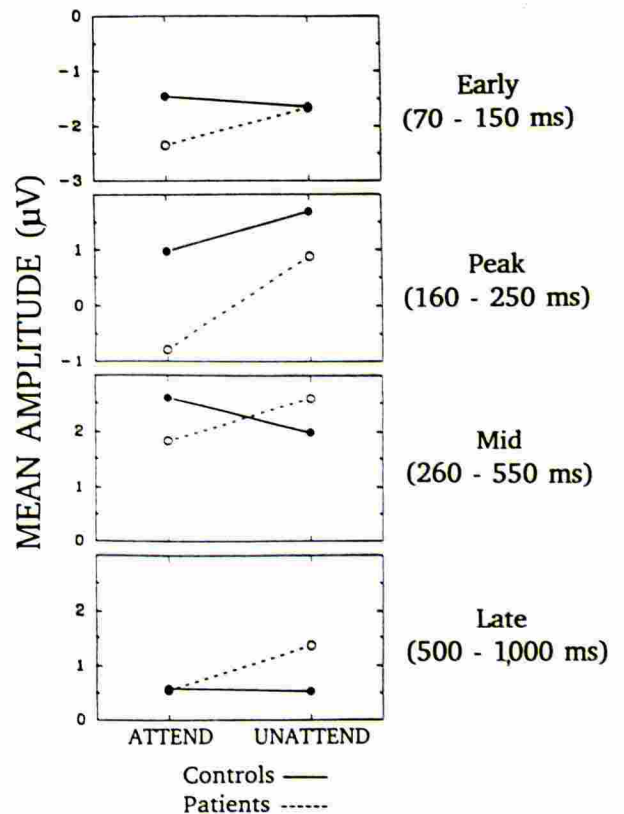 MEAN AMPLITUDE (µV)
0
−1
−2
−3
Early
(70 - 150 ms)
1
0
−1
Peak
(160 - 250 ms)
2
1
0
Mid
(260 - 550 ms)
2
1
0
Late
(500 - 1,000 ms)
ATTEND UNATTEND
Controls
Patients